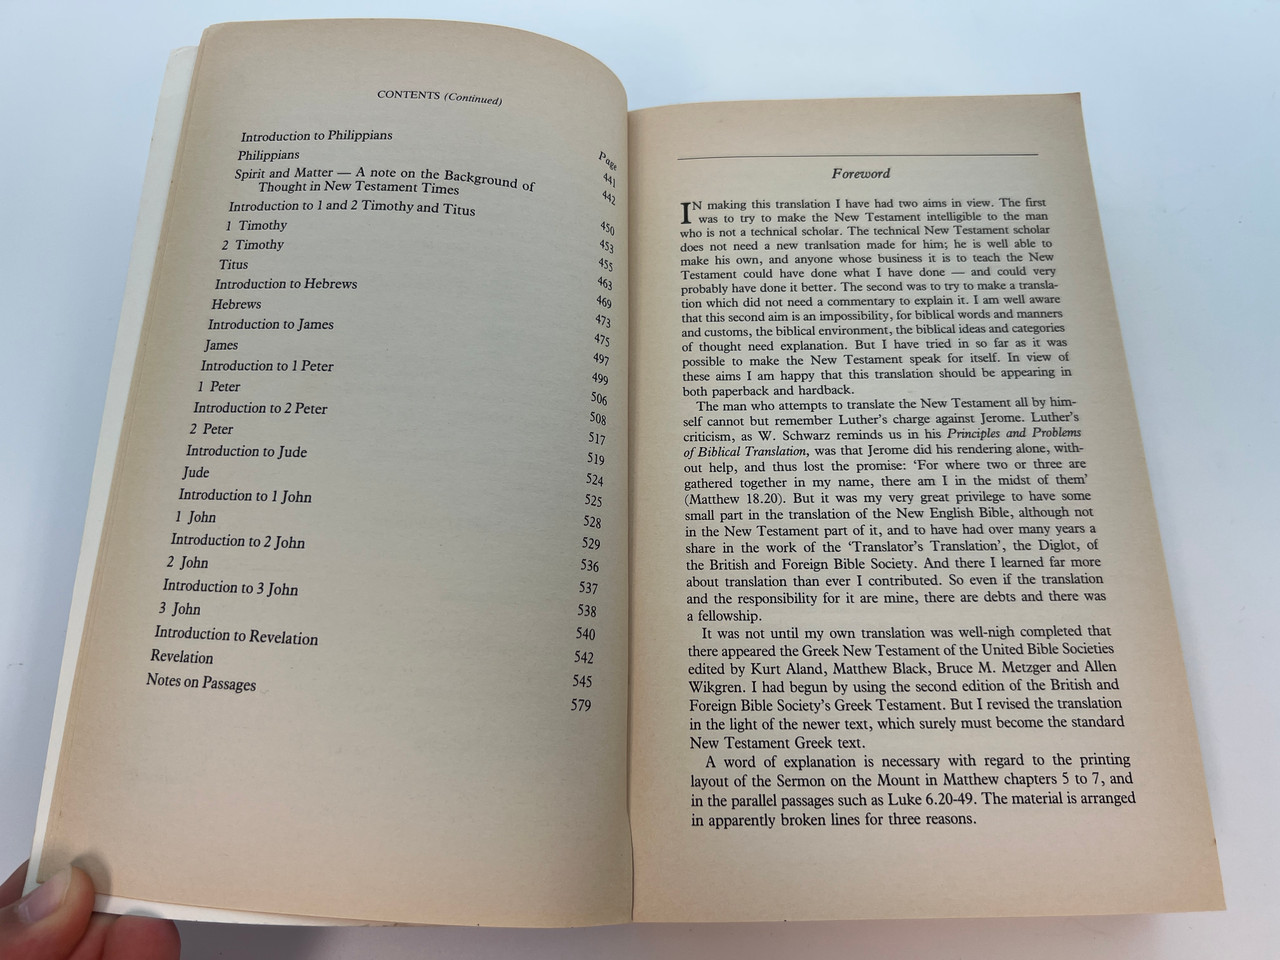 CONTENTS (Continued)
Page
Introduction to Philippians 441
Philippians 442
Spirit and Matter — A note on the Background of
Thought in New Testament Times 450
Introduction to 1 and 2 Timothy and Titus 453
1 Timothy 455
2 Timothy 463
Titus 469
Introduction to Hebrews 473
Hebrews 475
Introduction to James 497
James 499
Introduction to 1 Peter 506
1 Peter 508
Introduction to 2 Peter 517
2 Peter 519
Introduction to Jude 524
Jude 525
Introduction to 1 John 528
1 John 529
Introduction to 2 John 536
2 John 537
Introduction to 3 John 538
3 John 540
Introduction to Revelation 542
Revelation 545
Notes on Passages 579
Foreword
IN making this translation I have had two aims in view. The first
was to try to make the New Testament intelligible to the man
who is not a technical scholar. The technical New Testament scholar
does not need a new tranlsation made for him; he is well able to
make his own, and anyone whose business it is to teach the New
Testament could have done what I have done — and could very
probably have done it better. The second was to try to make a transla-
tion which did not need a commentary to explain it. I am well aware
that this second aim is an impossibility, for biblical words and manners
and customs, the biblical environment, the biblical ideas and categories
of thought need explanation. But I have tried in so far as it was
possible to make the New Testament speak for itself. In view of
these aims I am happy that this translation should be appearing in
both paperback and hardback.
The man who attempts to translate the New Testament all by him-
self cannot but remember Luther's charge against Jerome. Luther's
criticism, as W. Schwarz reminds us in his Principles and Problems
of Biblical Translation, was that Jerome did his rendering alone, with-
out help, and thus lost the promise: 'For where two or three are
gathered together in my name, there am I in the midst of them'
(Matthew 18.20). But it was my very great privilege to have some
small part in the translation of the New English Bible, although not
in the New Testament part of it, and to have had over many years a
share in the work of the 'Translator's Translation', the Diglot, of
the British and Foreign Bible Society. And there I learned far more
about translation than ever I contributed. So even if the translation
and the responsibility for it are mine, there are debts and there was
a fellowship.
It was not until my own translation was well-nigh completed that
there appeared the Greek New Testament of the United Bible Societies
edited by Kurt Aland, Matthew Black, Bruce M. Metzger and Allen
Wikgren. I had begun by using the second edition of the British and
Foreign Bible Society's Greek Testament. But I revised the translation
in the light of the newer text, which surely must become the standard
New Testament Greek text.
A word of explanation is necessary with regard to the printing
layout of the Sermon on the Mount in Matthew chapters 5 to 7, and
in the parallel passages such as Luke 6.20-49. The material is arranged
in apparently broken lines for three reasons.